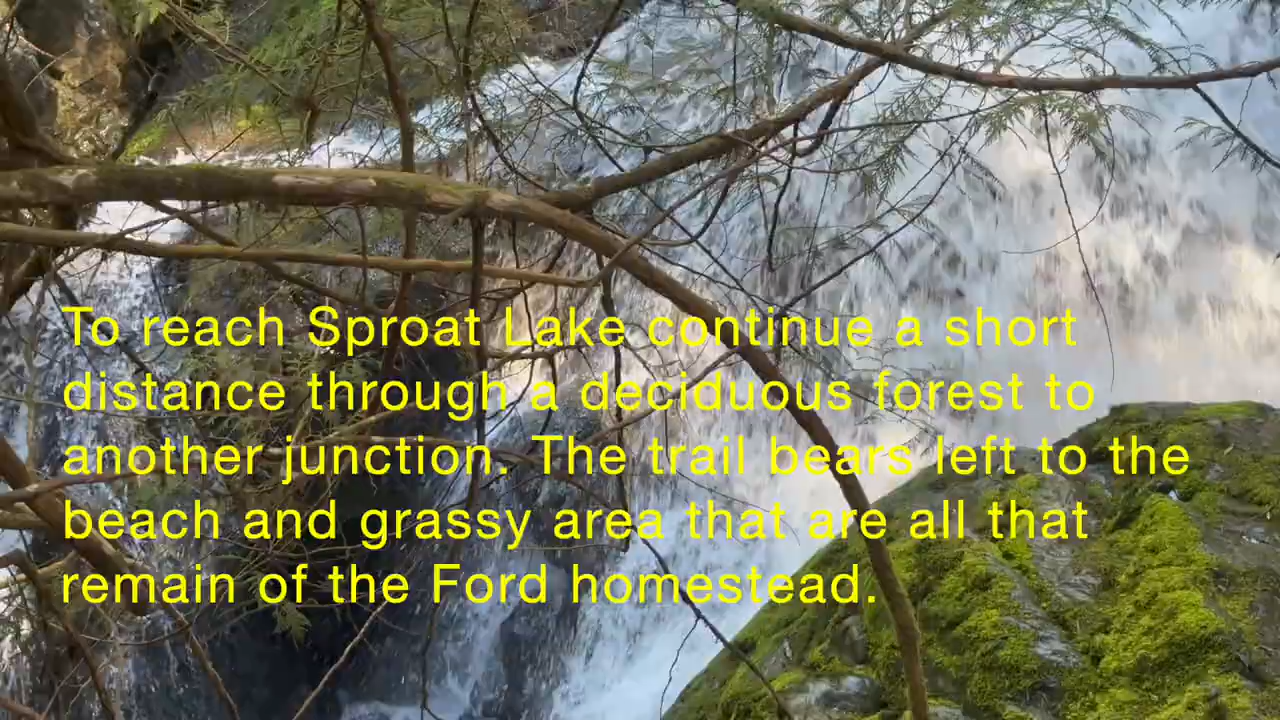 To reach Sproat Lake continue a short
distance through a deciduous forest to
another junction. The trail bears left to the
beach and grassy area that are all that
remain of the Ford homestead.